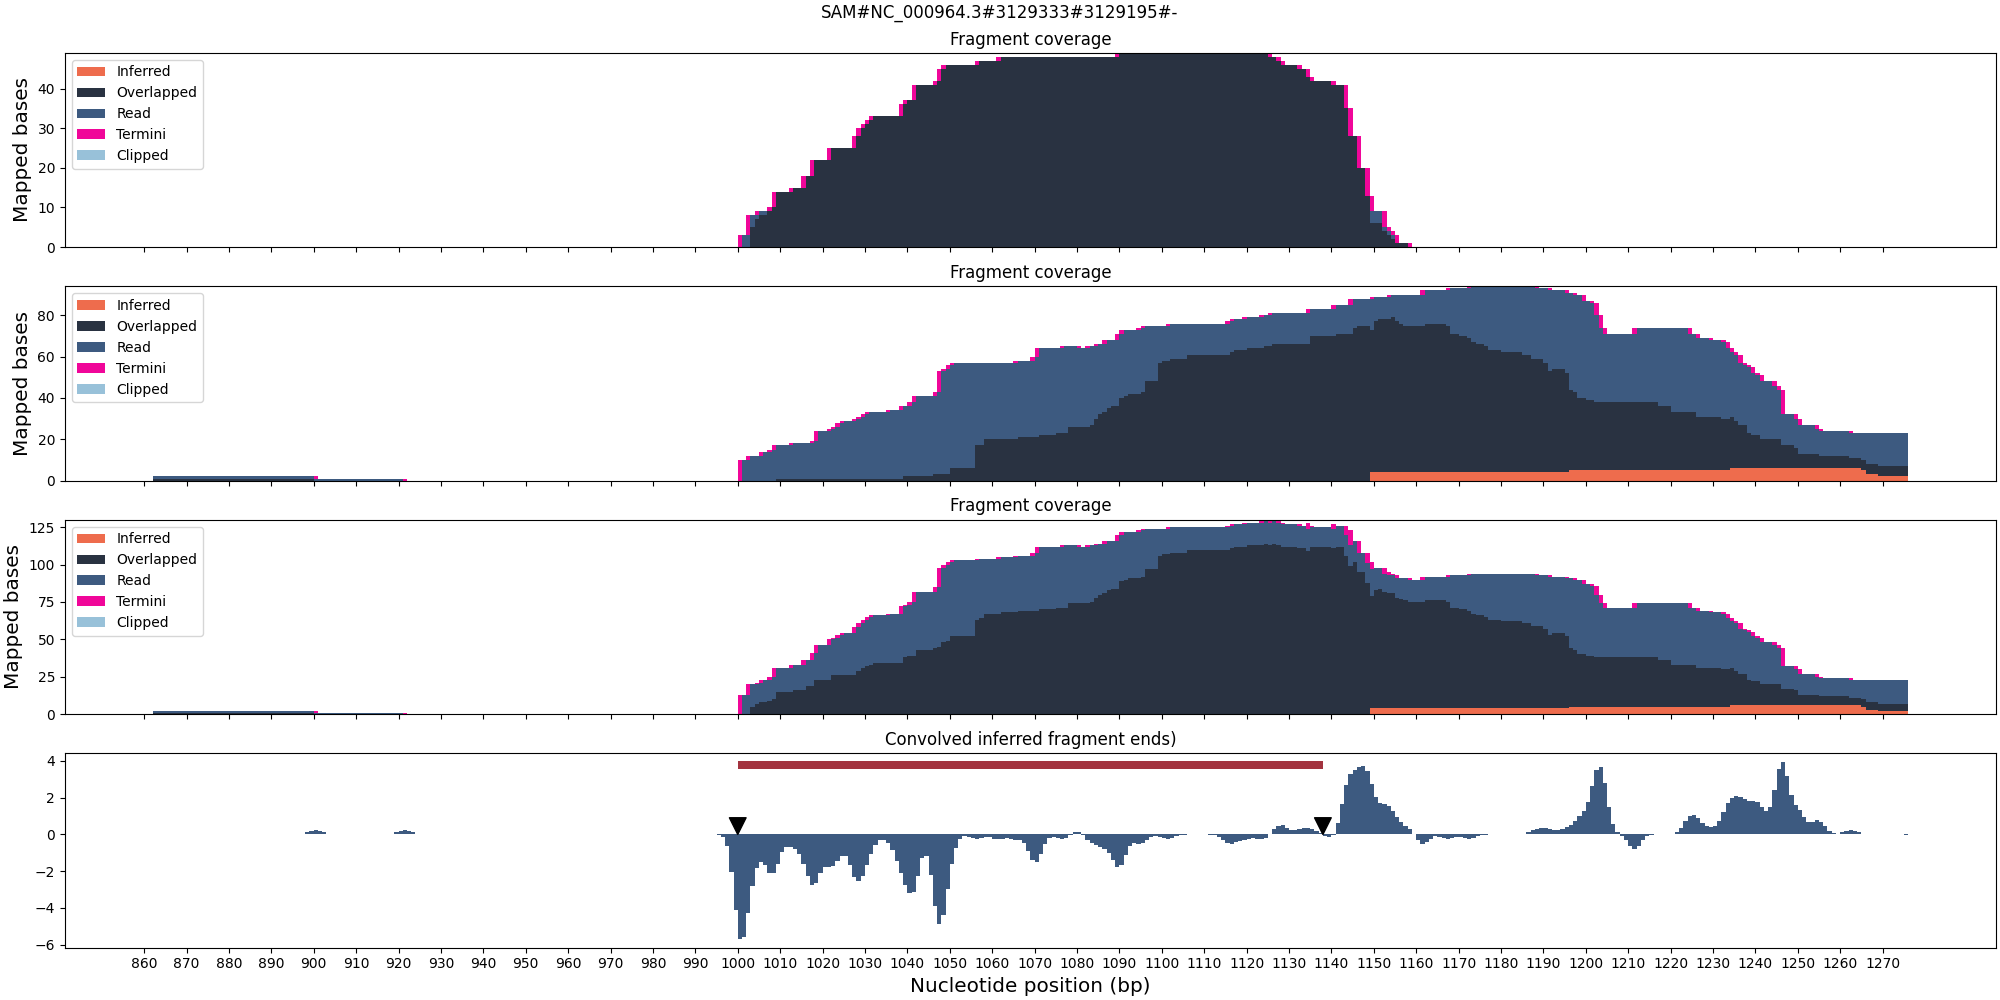 SAM#NC_000964.3#3129333#3129195#-
Fragment coverage
Mapped bases
40
30
20
10
0
Inferred
Overlapped
Read
Termini
Clipped
Fragment coverage
Mapped bases
80
60
40
20
0
Inferred
Overlapped
Read
Termini
Clipped
Fragment coverage
Mapped bases
125
100
75
50
25
0
Inferred
Overlapped
Read
Termini
Clipped
Convolved inferred fragment ends)
4
2
0
−2
−4
−6
860 870 880 890 900 910 920 930 940 950 960 970 980 990 1000 1010 1020 1030 1040 1050 1060 1070 1080 1090 1100 1110 1120 1130 1140 1150 1160 1170 1180 1190 1200 1210 1220 1230 1240 1250 1260 1270
Nucleotide position (bp)